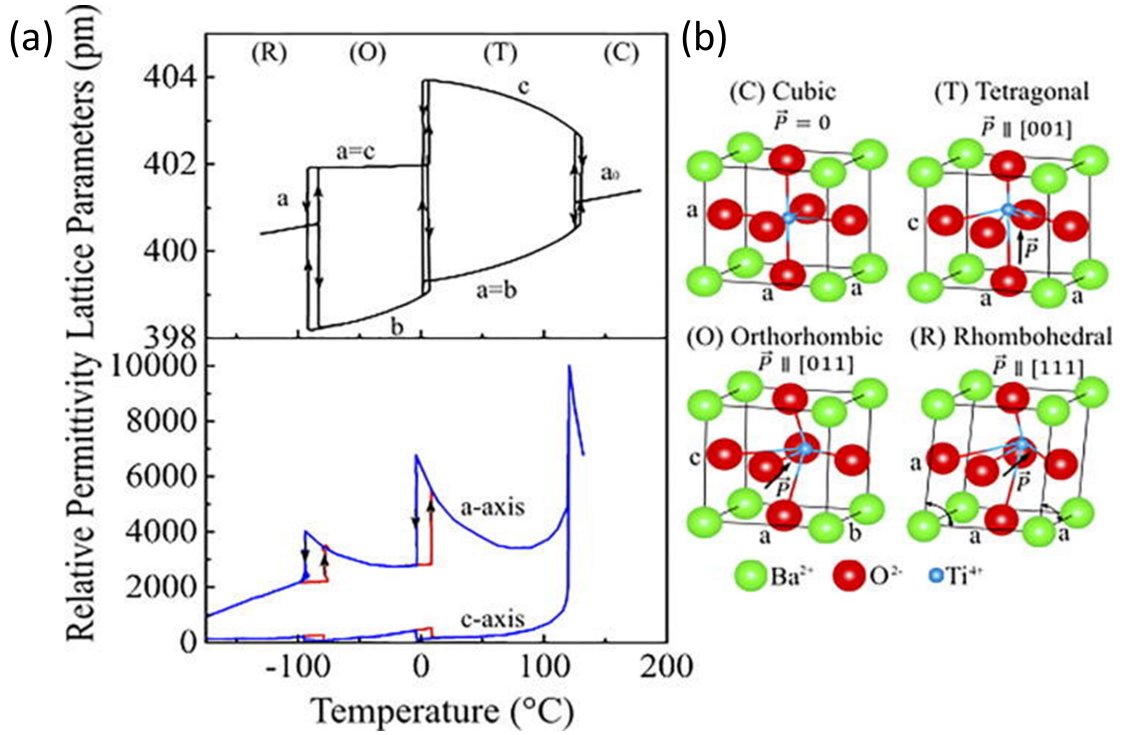 (a)
Lattice Parameters (pm)
(R) (O) (T) (C)
404
402
400
398
c
a=c
a
a₀
a=b
b
Relative Permittivity
10000
8000
6000
4000
2000
0
a-axis
c-axis
-100 0 100 200
Temperature (°C)
(b)
(C) Cubic
P⃗ = 0
a
a a
(T) Tetragonal
P⃗ ∥ [001]
c
P⃗
a a
(O) Orthorhombic
P⃗ ∥ [011]
c
P⃗
a b
(R) Rhombohedral
P⃗ ∥ [111]
a
P⃗
a a
Ba²⁺ O²⁻ Ti⁴⁺